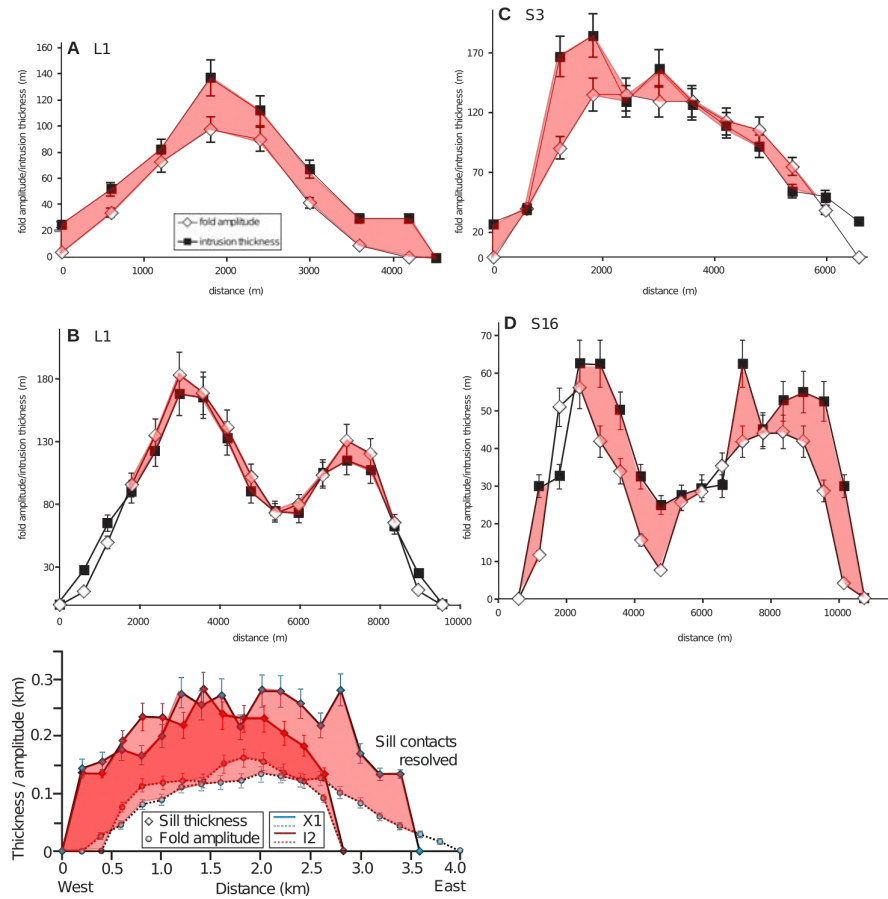 A L1
fold amplitude/intrusion thickness (m)
160
140
120
100
80
60
40
20
0
fold amplitude
intrusion thickness
0 1000 2000 3000 4000
distance (m)
C S3
fold amplitude/intrusion thickness (m)
170
120
70
20
0
0 2000 4000 6000
distance (m)
B L1
fold amplitude/intrusion thickness (m)
180
130
80
30
0 2000 4000 6000 8000 10000
distance (m)
D S16
fold amplitude/intrusion thickness (m)
70
60
50
40
30
20
10
0
0 2000 4000 6000 8000 10000
distance (m)
Thickness / amplitude (km)
0.3
0.2
0.1
0
Sill contacts
resolved
Sill thickness
Fold amplitude
X1
I2
0 0.5 1.0 1.5 2.0 2.5 3.0 3.5 4.0
West Distance (km) East